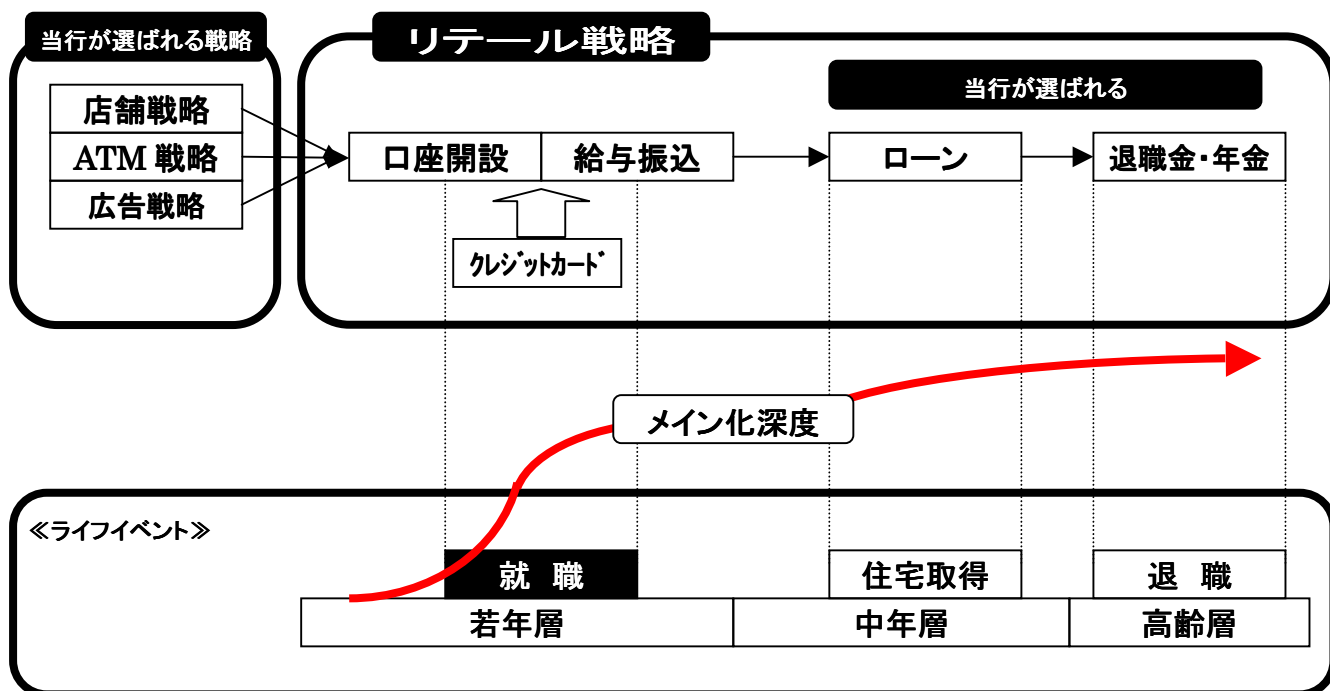 当行が選ばれる戦略
店舗戦略
ATM 戦略
広告戦略
リテール戦略
当行が選ばれる
口座開設
給与振込
ローン
退職金・年金
クレジットカード
メイン化深度
≪ライフイベント≫
就 職
住宅取得
退 職
若年層
中年層
高齢層